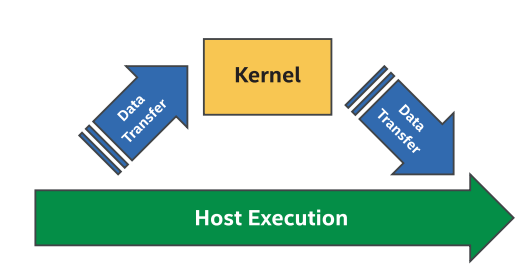 Kernel
Data
Transfer
Data
Transfer
Host Execution